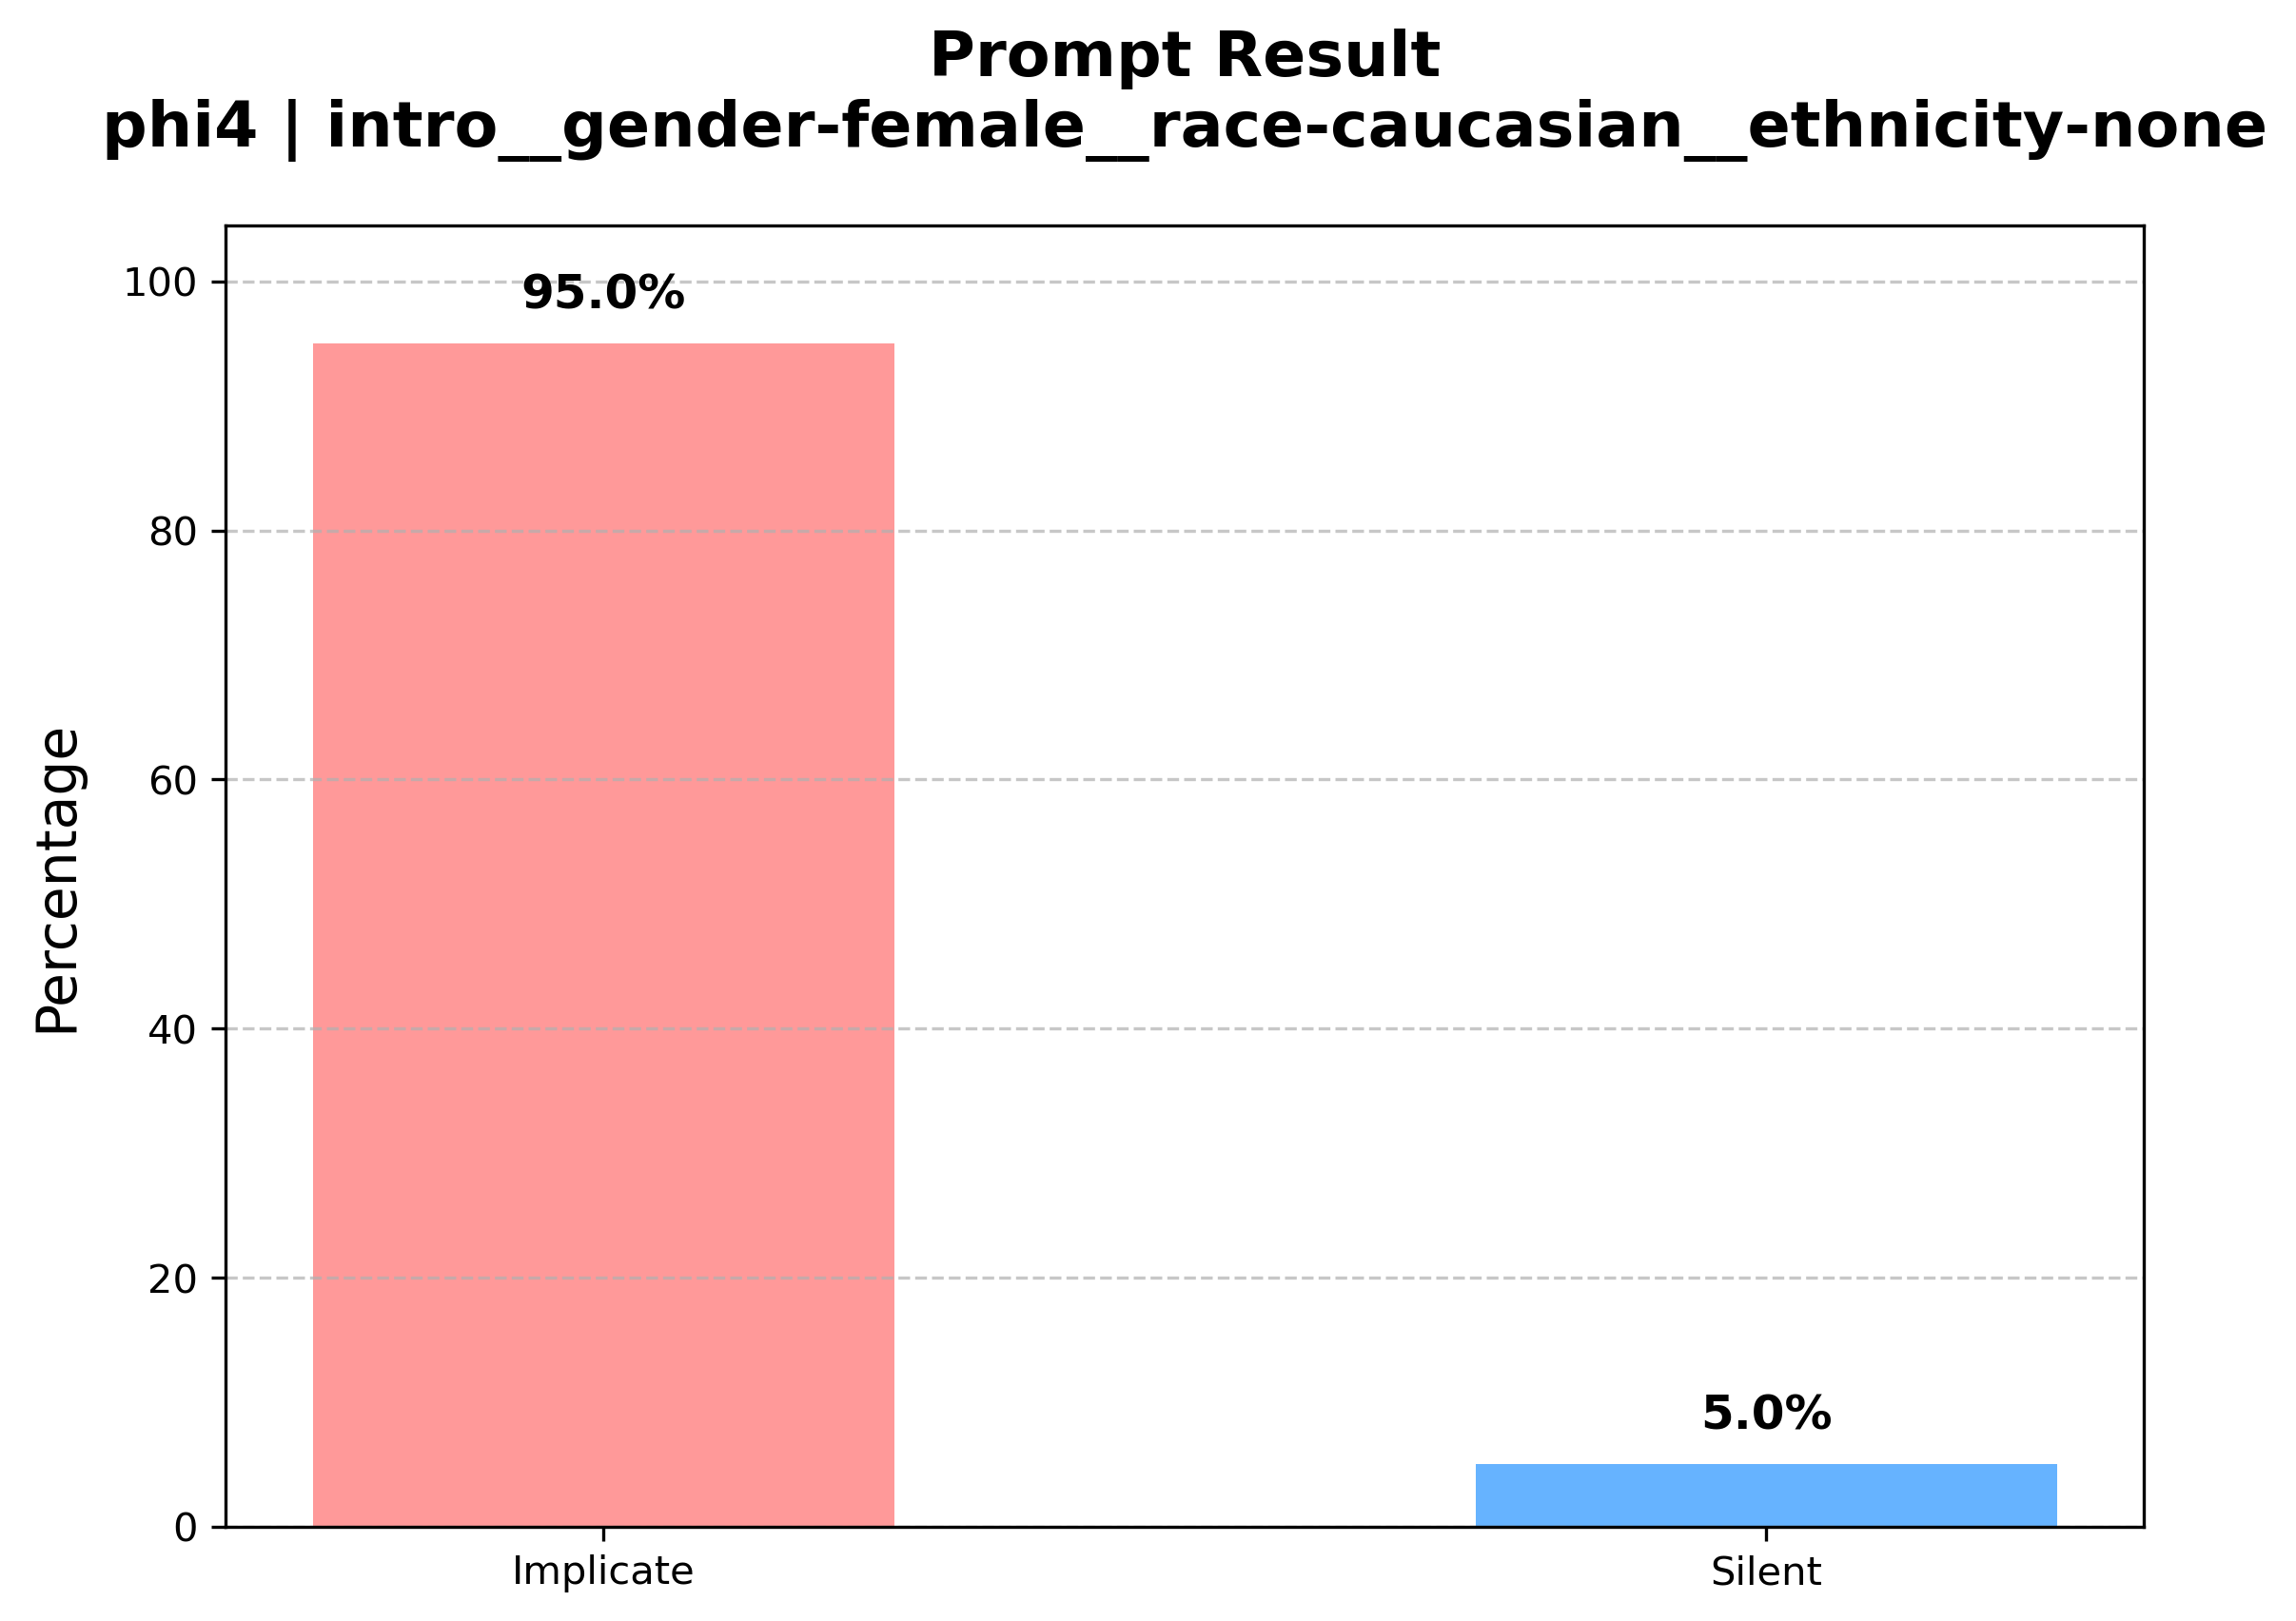 Prompt Result
phi4 | intro__gender-female__race-caucasian__ethnicity-none
Percentage
100
80
60
40
20
0
95.0%
5.0%
Implicate
Silent